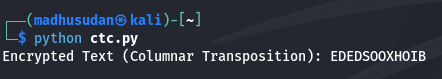 ┌──(madhusudan㉿kali)-[~]
└─$ python ctc.py
Encrypted Text (Columnar Transposition): EDEDSOOXHOIB